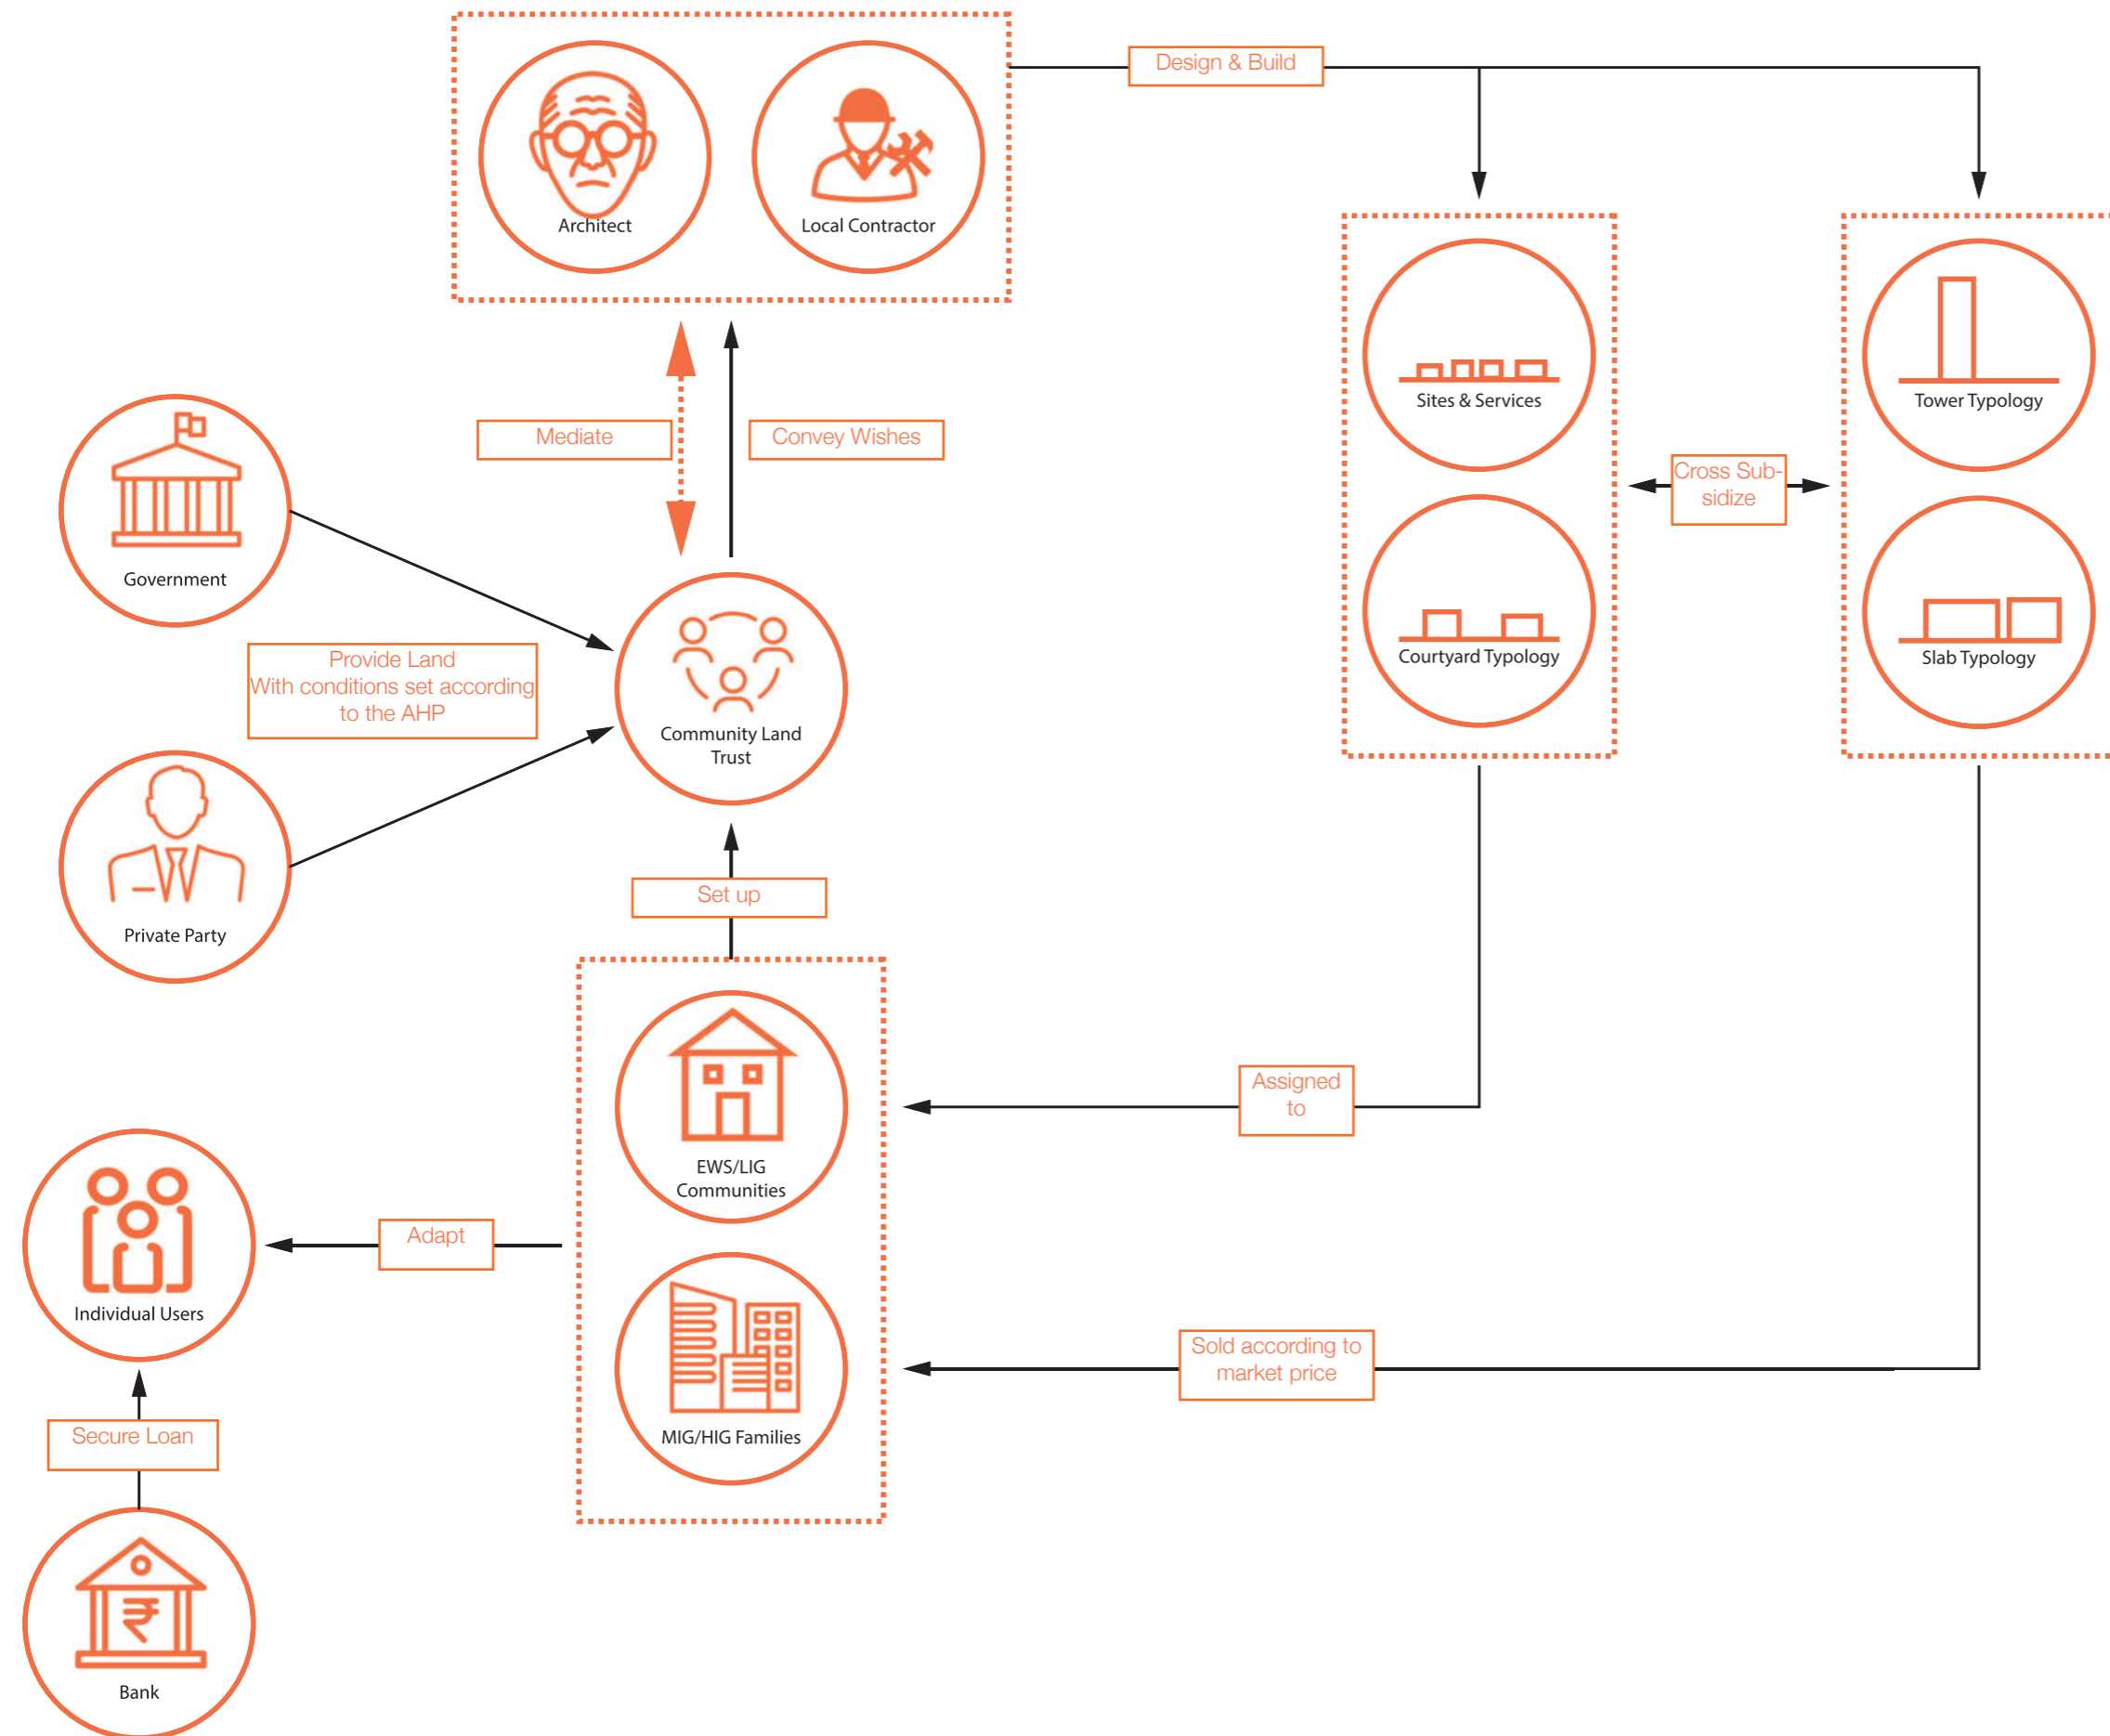 Design & Build
Architect
Local Contractor
Sites & Services
Tower Typology
Mediate
Convey Wishes
Cross Sub-
sidize
Government
Provide Land
With conditions set according
to the AHP
Courtyard Typology
Slab Typology
Community Land
Trust
Set up
Private Party
Assigned
to
EWS/LIG
Communities
Adapt
Individual Users
Sold according to
market price
MIG/HIG Families
Secure Loan
₹
Bank